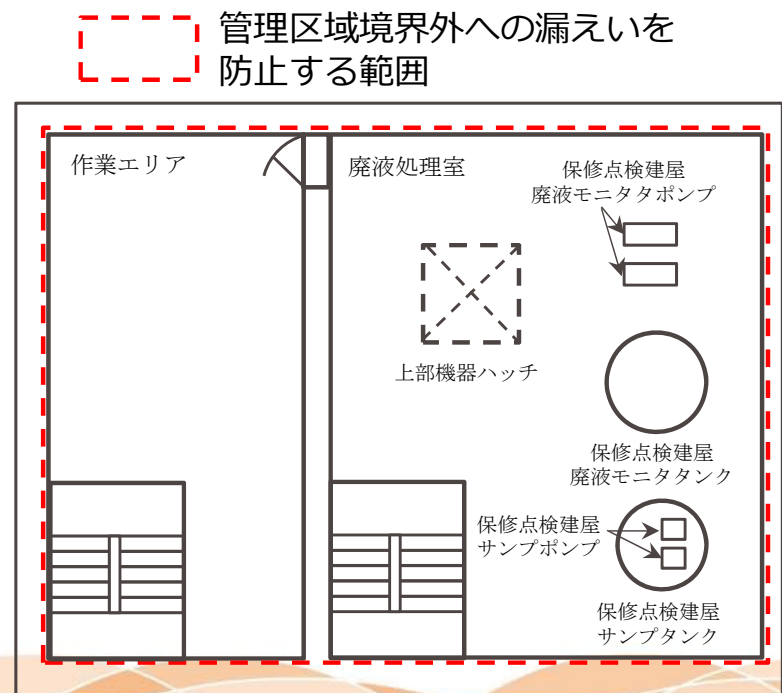 管理区域境界外への漏えいを
防止する範囲
作業エリア
廃液処理室
保修点検建屋
廃液モニタタポンプ
上部機器ハッチ
保修点検建屋
廃液モニタタンク
保修点検建屋
サンプポンプ
保修点検建屋
サンプタンク